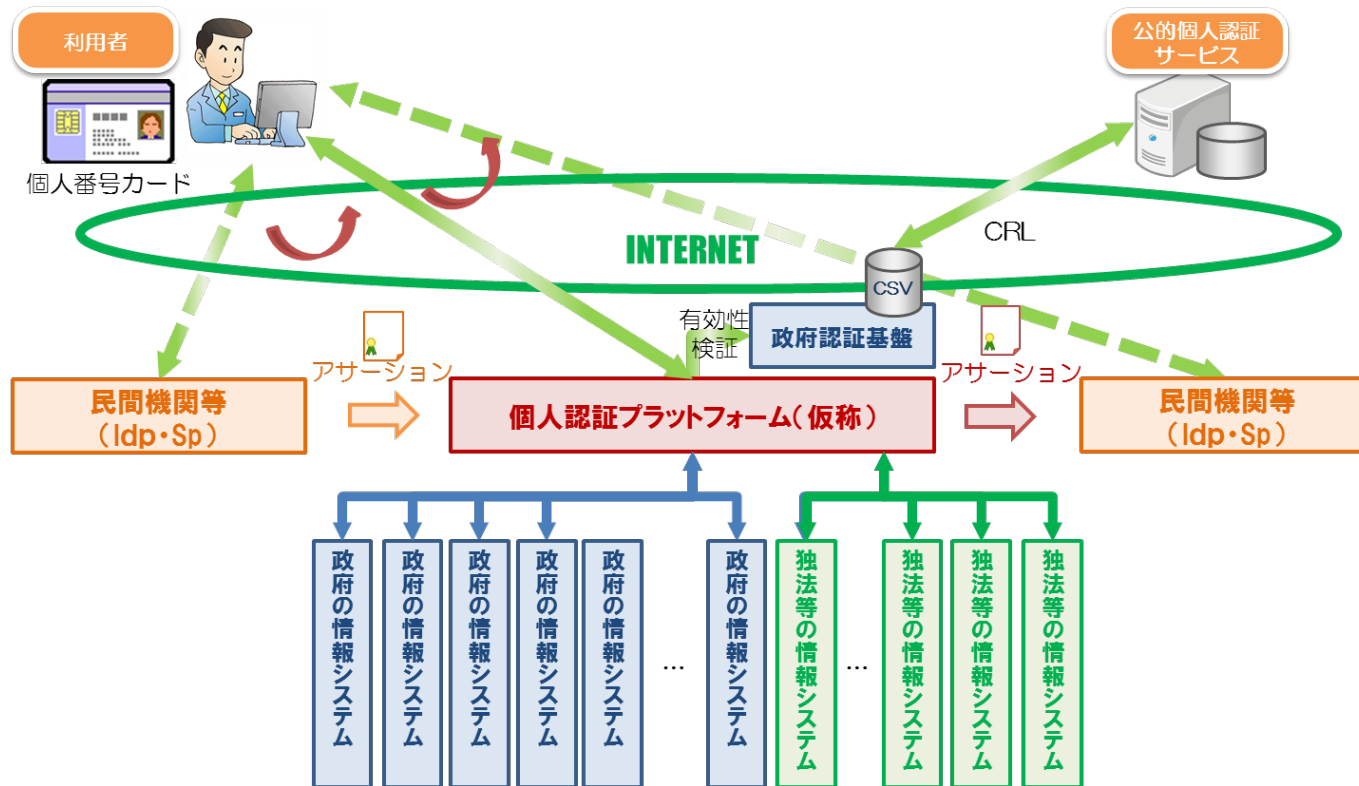 利用者
公的個人認証
サービス
個人番号カード
CRL
INTERNET
CSV
有効性
検証
政府認証基盤
アサーション
アサーション
民間機関等
(Idp・Sp)
個人認証プラットフォーム(仮称)
民間機関等
(Idp・Sp)
政府の情報システム
政府の情報システム
政府の情報システム
政府の情報システム
政府の情報システム
…
政府の情報システム
独法等の情報システム
…
独法等の情報システム
独法等の情報システム
独法等の情報システム